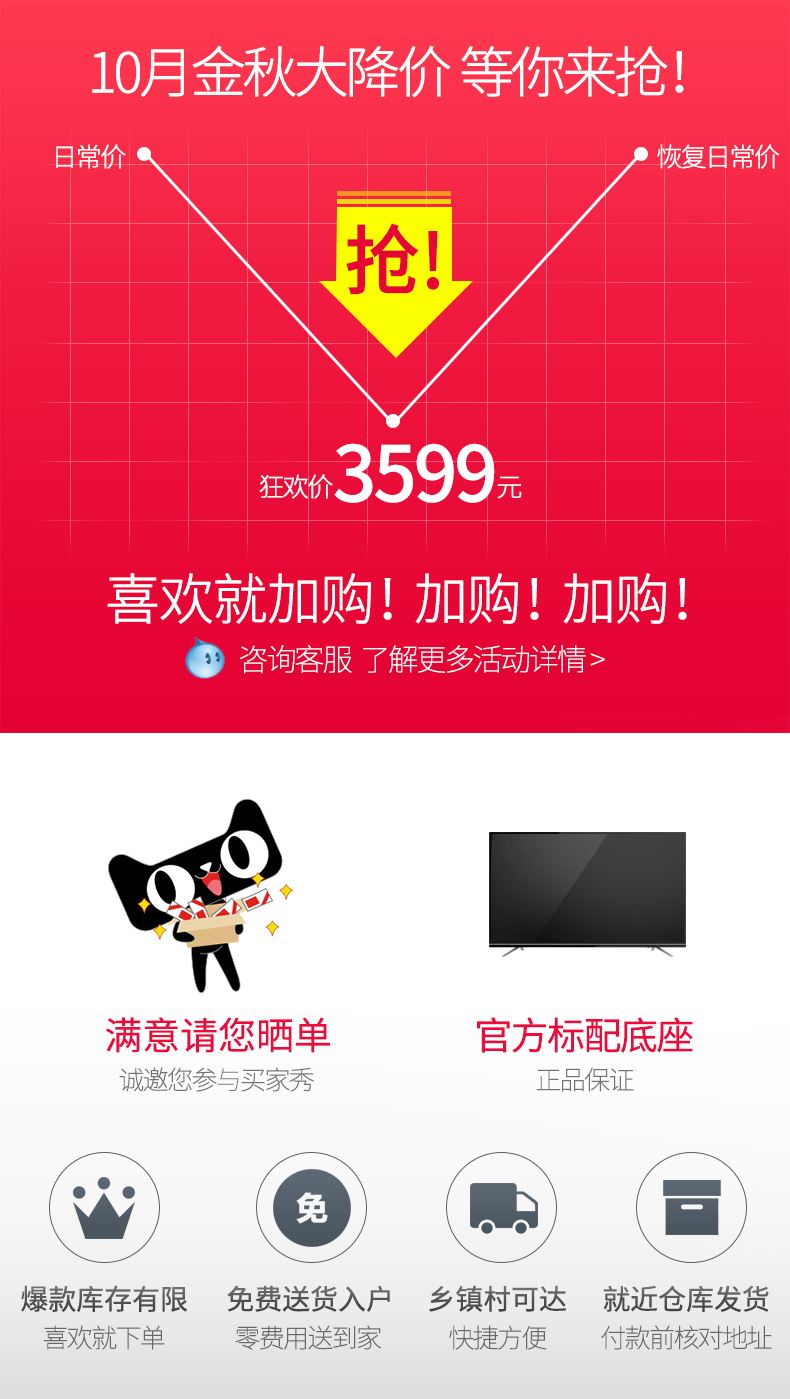 10月金秋大降价 等你来抢!
日常价
恢复日常价
抢!
狂欢价3599元
喜欢就加购!加购!加购!
咨询客服 了解更多活动详情>
满意请您晒单
官方标配底座
诚邀您参与买家秀
正品保证
免
爆款库存有限
免费送货入户
乡镇村可达
就近仓库发货
喜欢就下单
零费用送到家
快捷方便
付款前核对地址